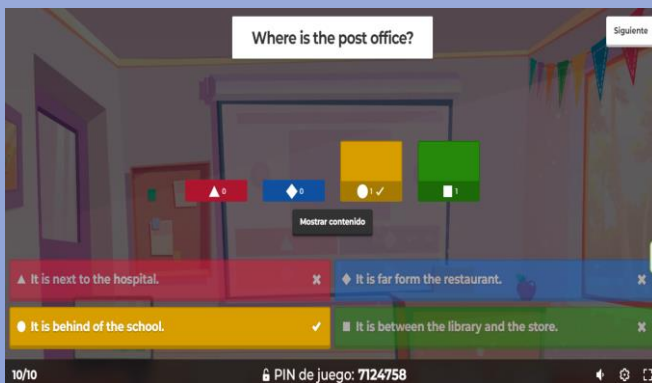 Where is the post office?
Siguiente
0
0
1
1
Mostrar contenido
It is next to the hospital.
It is far form the restaurant.
It is behind of the school.
It is between the library and the store.
10/10
PIN de juego: 7124758